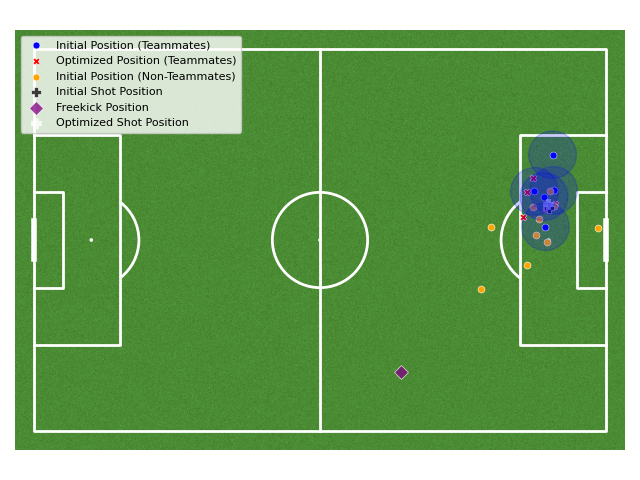 Initial Position (Teammates)
Optimized Position (Teammates)
Initial Position (Non-Teammates)
Initial Shot Position
Freekick Position
Optimized Shot Position